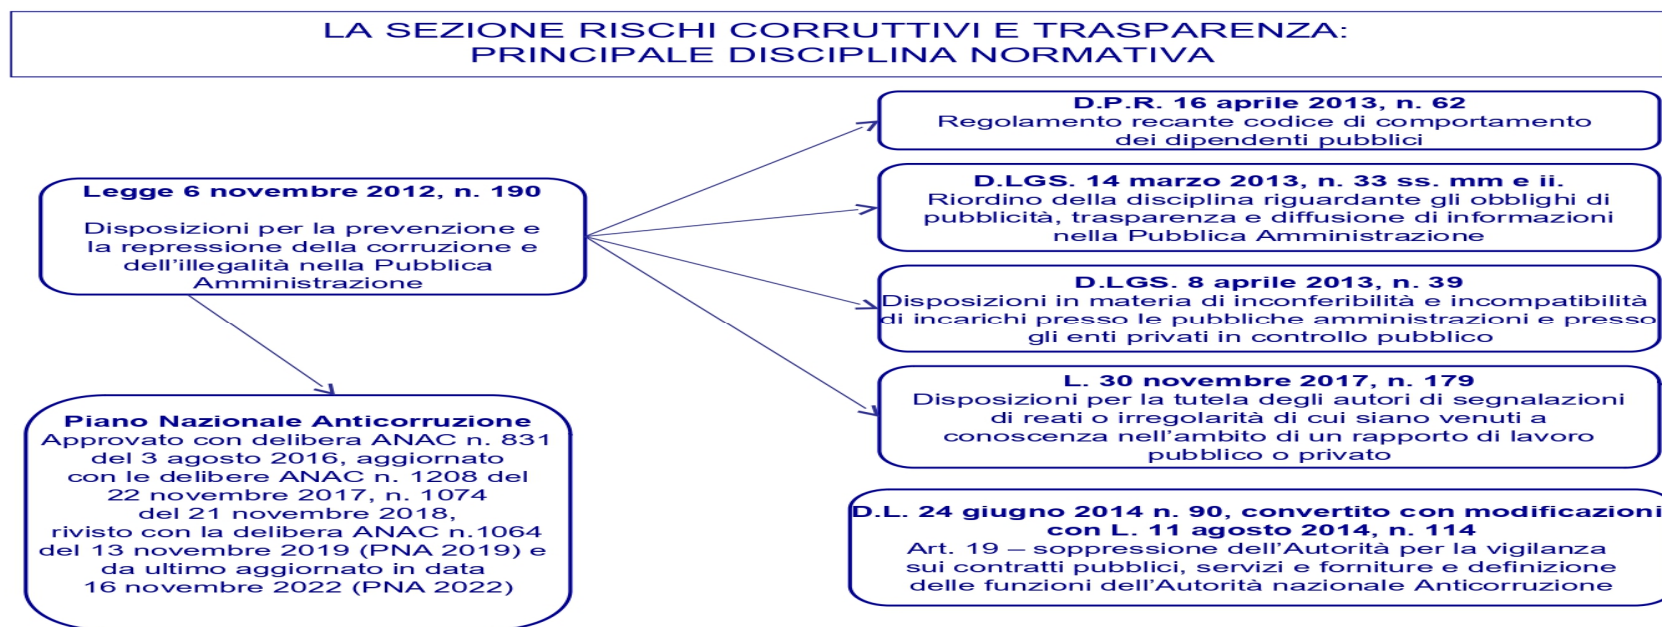 LA SEZIONE RISCHI CORRUTTIVI E TRASPARENZA:
PRINCIPALE DISCIPLINA NORMATIVA
Legge 6 novembre 2012, n. 190
Disposizioni per la prevenzione e
la repressione della corruzione e
dell'illegalità nella Pubblica
Amministrazione
Piano Nazionale Anticorruzione
Approvato con delibera ANAC n. 831
del 3 agosto 2016, aggiornato
con le delibere ANAC n. 1208 del
22 novembre 2017, n. 1074
del 21 novembre 2018,
rivisto con la delibera ANAC n.1064
del 13 novembre 2019 (PNA 2019) e
da ultimo aggiornato in data
16 novembre 2022 (PNA 2022)
D.P.R. 16 aprile 2013, n. 62
Regolamento recante codice di comportamento
dei dipendenti pubblici
D.LGS. 14 marzo 2013, n. 33 ss. mm e ii.
Riordino della disciplina riguardante gli obblighi di
pubblicità, trasparenza e diffusione di informazioni
nella Pubblica Amministrazione
D.LGS. 8 aprile 2013, n. 39
Disposizioni in materia di inconferibilità e incompatibilità
di incarichi presso le pubbliche amministrazioni e presso
gli enti privati in controllo pubblico
L. 30 novembre 2017, n. 179
Disposizioni per la tutela degli autori di segnalazioni
di reati o irregolarità di cui siano venuti a
conoscenza nell'ambito di un rapporto di lavoro
pubblico o privato
D.L. 24 giugno 2014 n. 90, convertito con modificazioni
con L. 11 agosto 2014, n. 114
Art. 19 – soppressione dell'Autorità per la vigilanza
sui contratti pubblici, servizi e forniture e definizione
delle funzioni dell'Autorità nazionale Anticorruzione